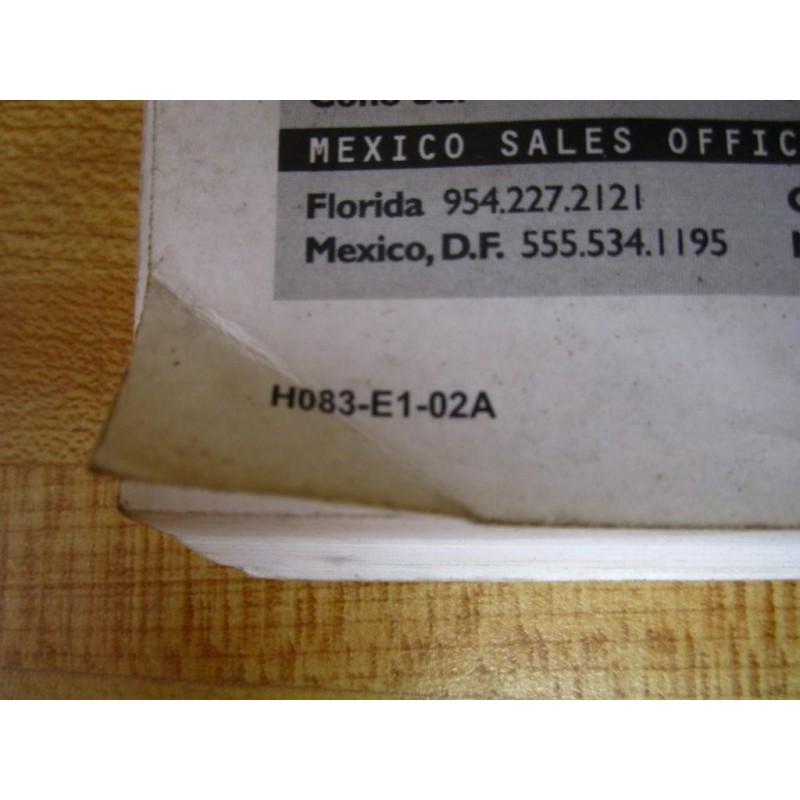 MEXICO SALES OFFIC
Florida 954.227.2121
Mexico, D.F. 555.534.1195
H083-E1-02A